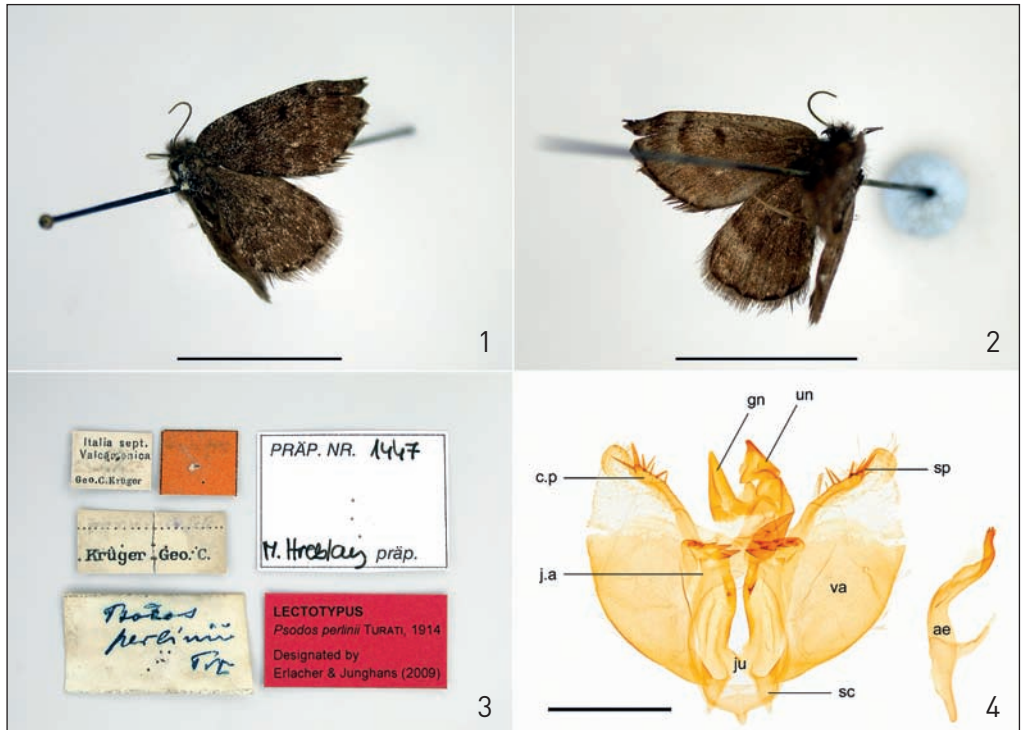 1
2
Italia sept.
Valcamonica
Geo.C.Krüger
Krüger Geo. C.
Psodos
perlinii
Trt
PRÄP. NR. 1447
M. Hreblay präp.
LECTOTYPUS
Psodos perlinii TURATI, 1914
Designated by
Erlacher & Junghans (2009)
3
gn
un
c.p
sp
j.a
va
ae
ju
sc
4